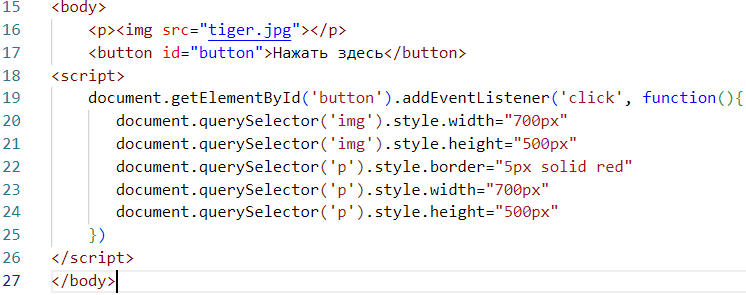 15 <body>
16 <p><img src="tiger.jpg"></p>
17 <button id="button">Нажать здесь</button>
18 <script>
19 document.getElementById('button').addEventListener('click', function(){
20 document.querySelector('img').style.width="700px"
21 document.querySelector('img').style.height="500px"
22 document.querySelector('p').style.border="5px solid red"
23 document.querySelector('p').style.width="700px"
24 document.querySelector('p').style.height="500px"
25 })
26 </script>
27 </body>